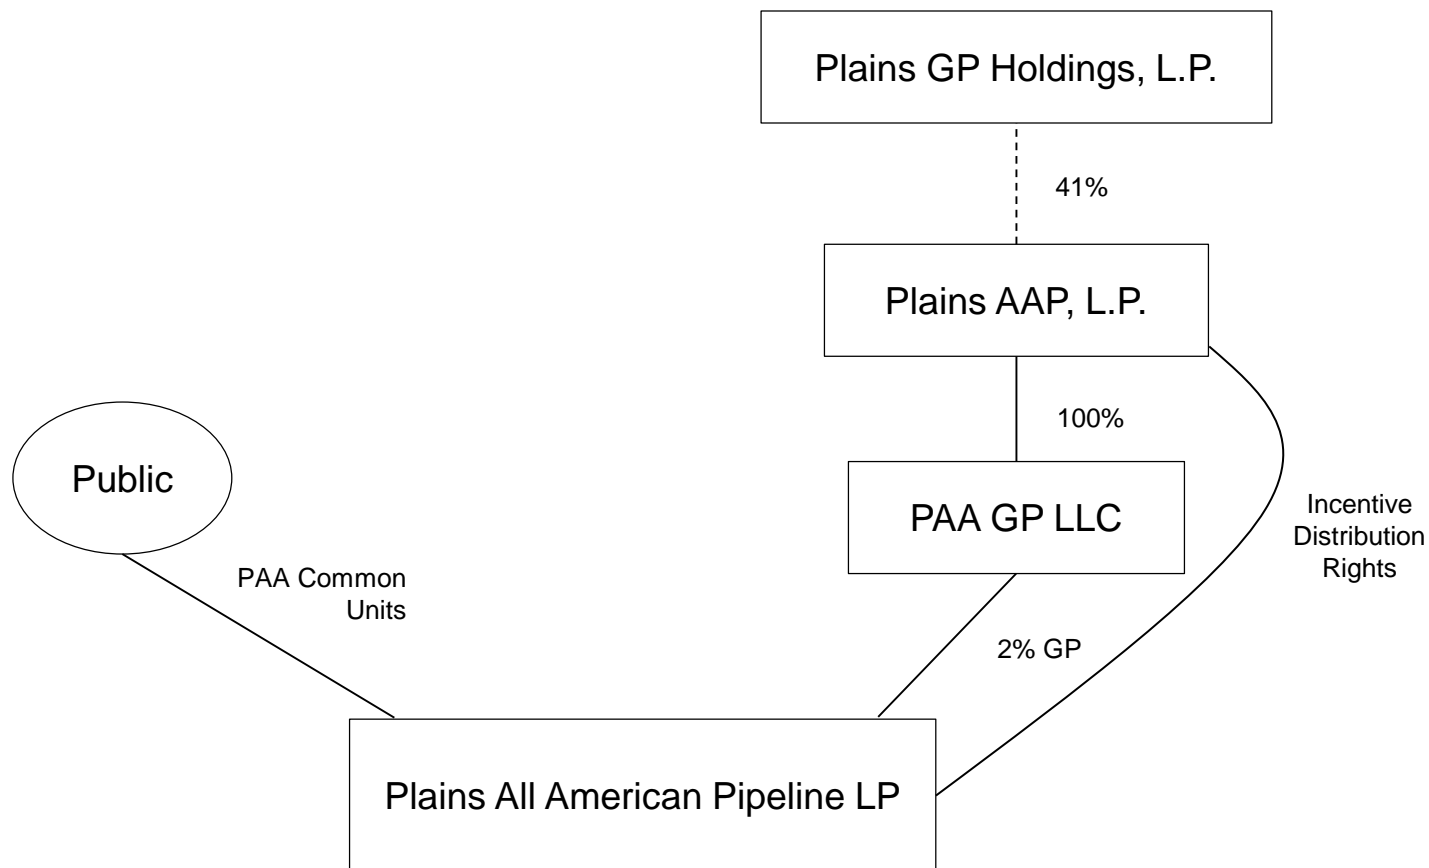 Plains GP Holdings, L.P.
41%
Plains AAP, L.P.
100%
Public
PAA GP LLC
Incentive
Distribution
Rights
PAA Common
Units
2% GP
Plains All American Pipeline LP